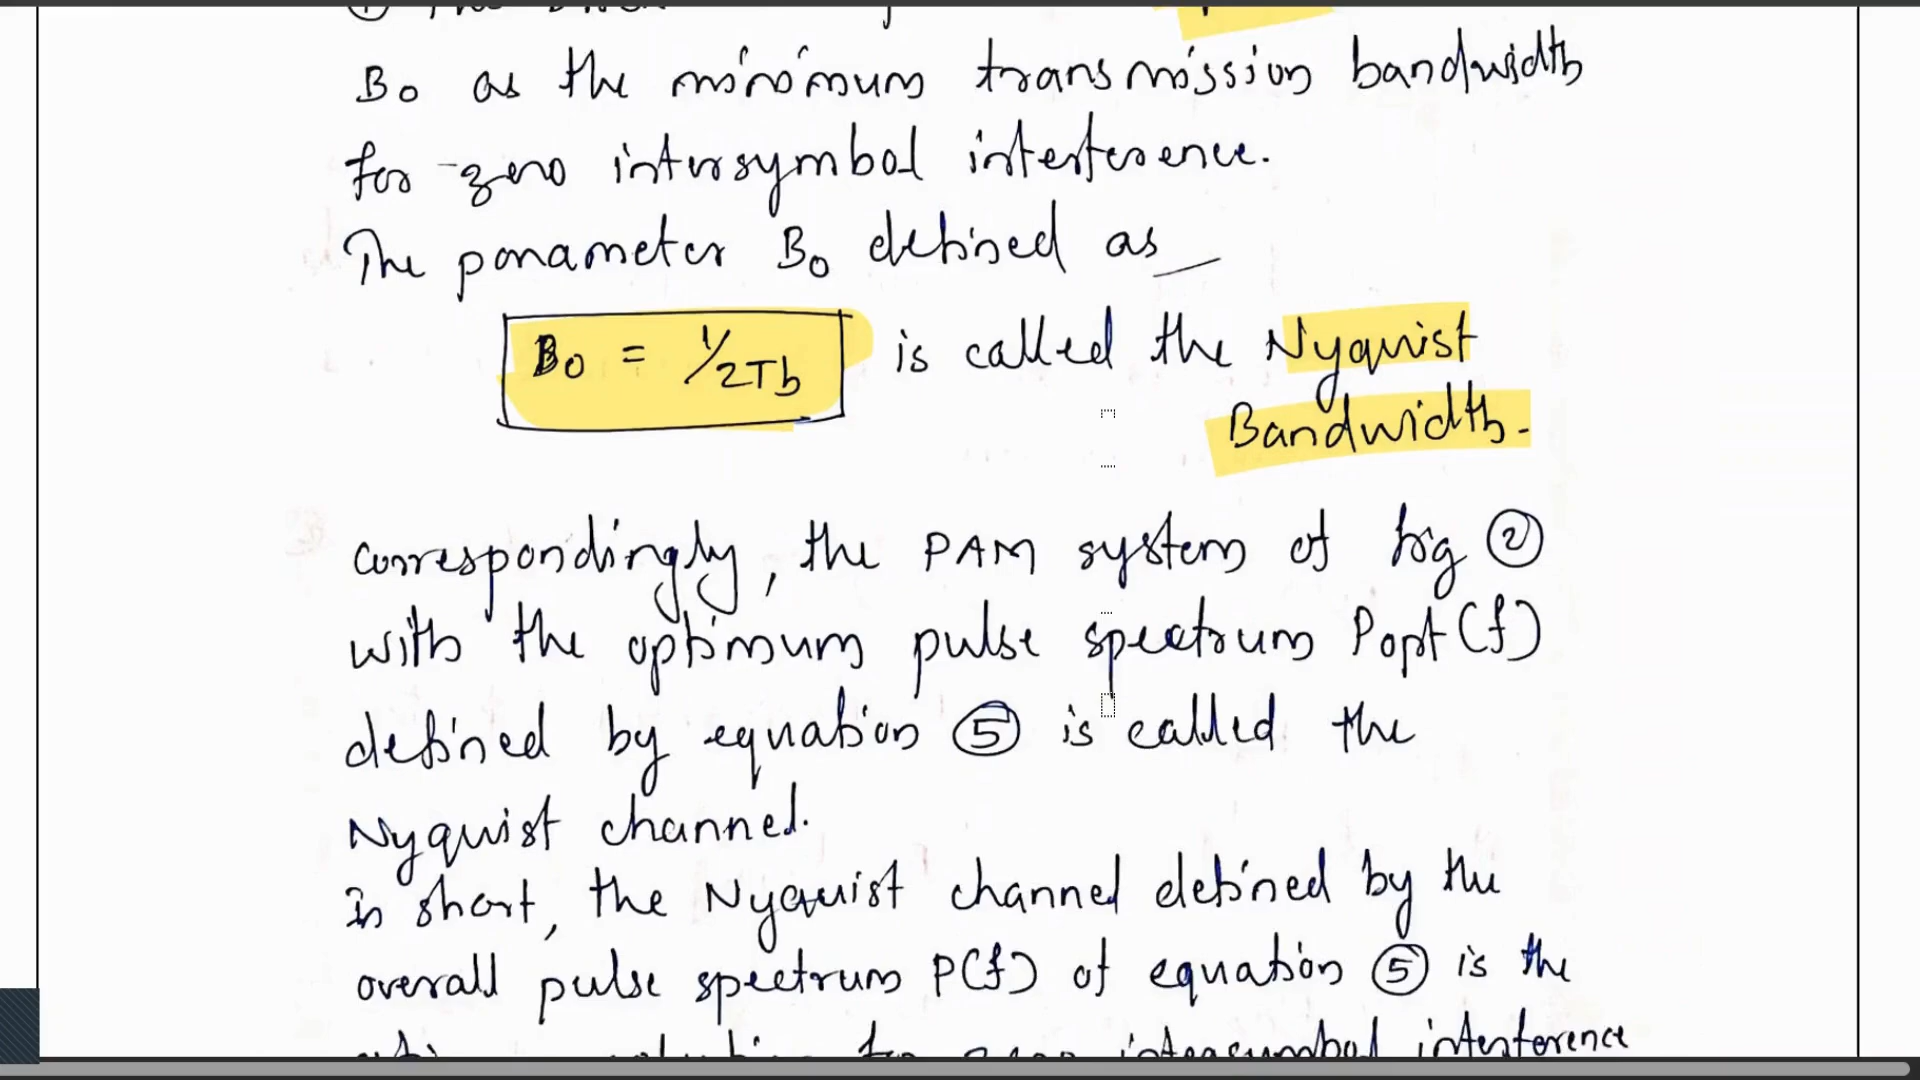 B0 as the minimum transmission bandwidth
for zero intersymbol interference.
The parameter B0 defined as
B0 = 1/2Tb is called the Nyquist
Bandwidth.
correspondingly, the PAM system of fig ②
with the optimum pulse spectrum Popt(f)
defined by equation ⑤ is called the
Nyquist channel.
In short, the Nyquist channel defined by the
overall pulse spectrum P(f) of equation ⑤ is the
zero intersymbol interference